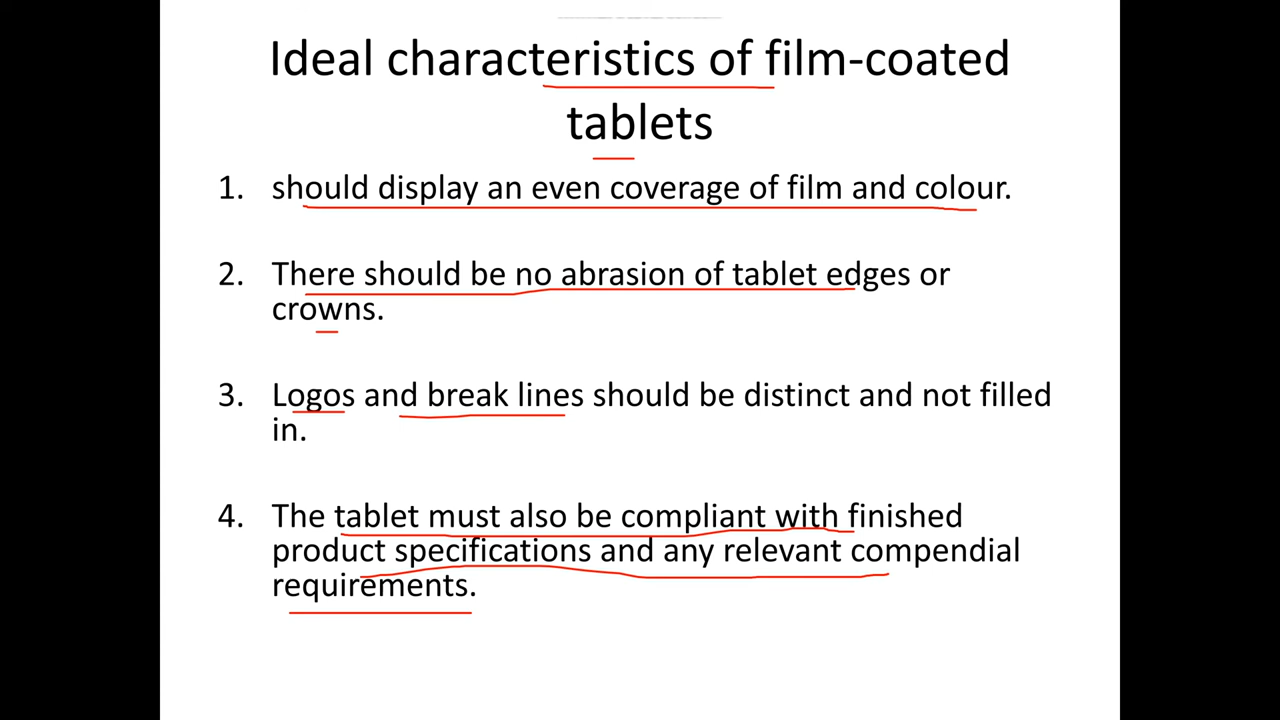 Ideal characteristics of film-coated
tablets
1. should display an even coverage of film and colour.
2. There should be no abrasion of tablet edges or
crowns.
3. Logos and break lines should be distinct and not filled
in.
4. The tablet must also be compliant with finished
product specifications and any relevant compendial
requirements.